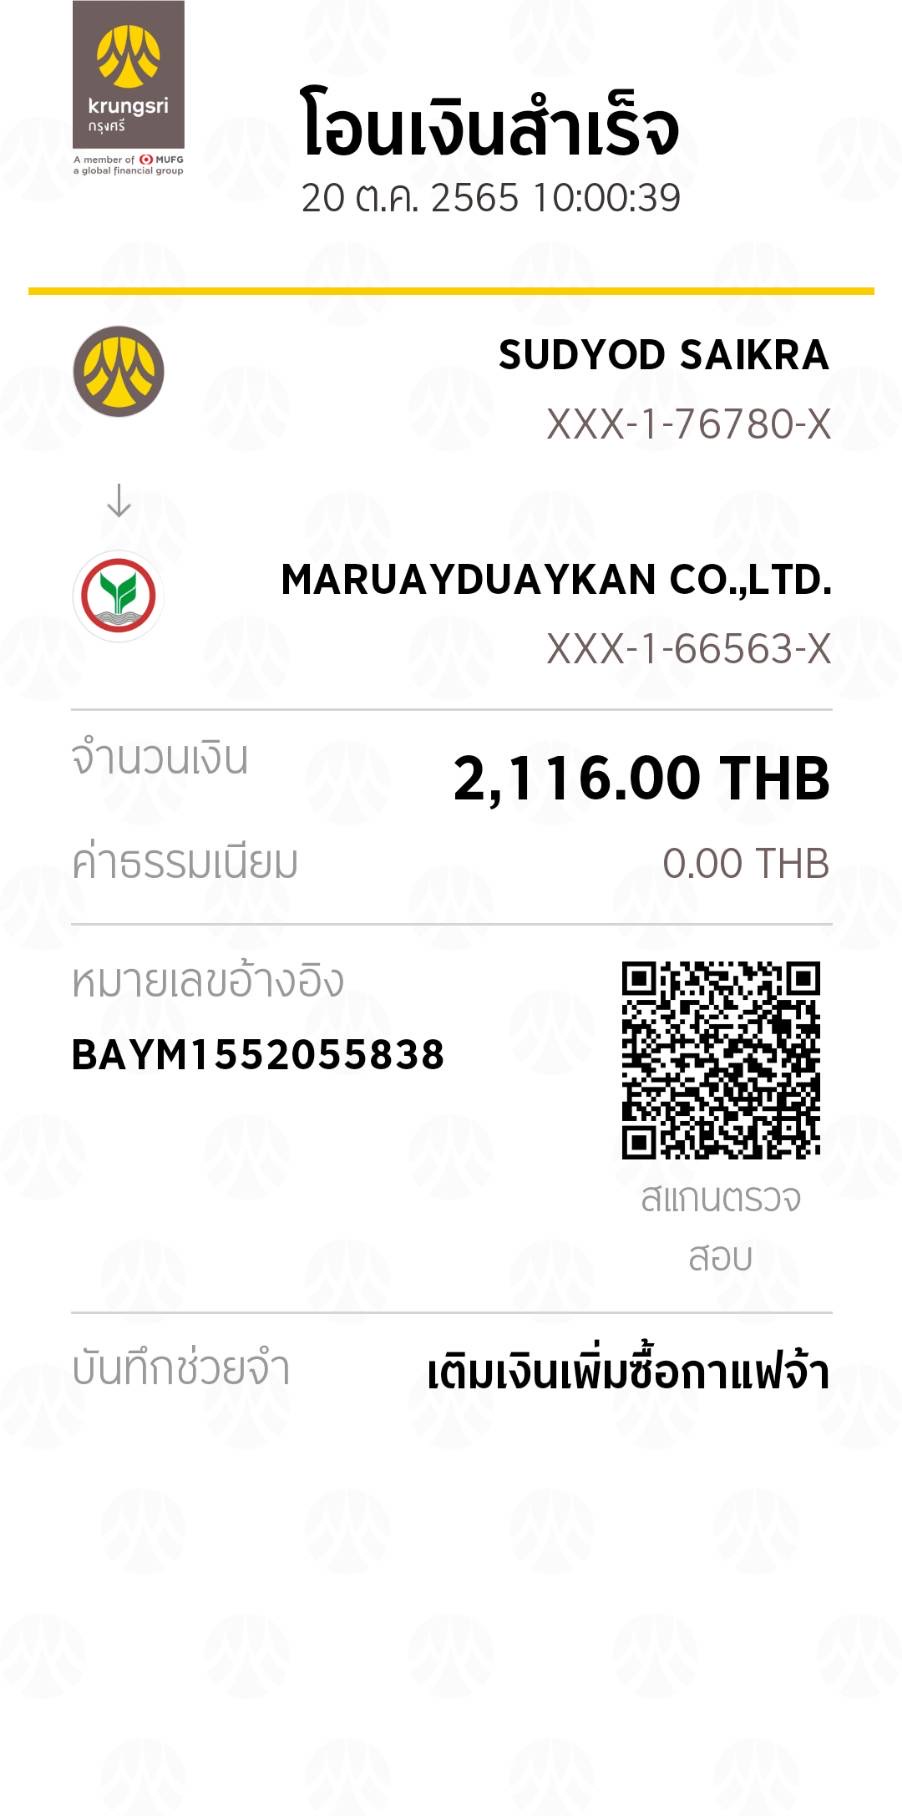 krungsri
กรุงศรี
A member of MUFG
a global financial group
โอนเงินสำเร็จ
20 ต.ค. 2565 10:00:39
SUDYOD SAIKRA
XXX-1-76780-X
MARUAYDUAYKAN CO.,LTD.
XXX-1-66563-X
จำนวนเงิน 2,116.00 THB
ค่าธรรมเนียม 0.00 THB
หมายเลขอ้างอิง
BAYM1552055838
สแกนตรวจ
สอบ
บันทึกช่วยจำ เติมเงินเพิ่มซื้อกาแฟจ้า